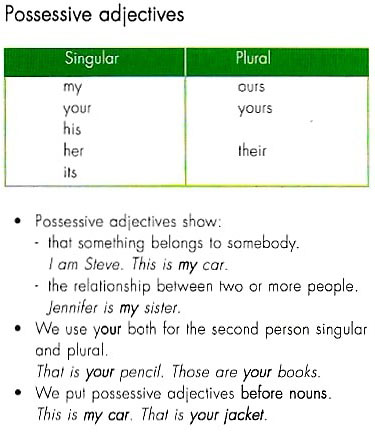 Possessive adjectives
Singular Plural
my ours
your yours
his
her their
its
• Possessive adjectives show:
- that something belongs to somebody.
I am Steve. This is my car.
- the relationship between two or more people.
Jennifer is my sister.
• We use your both for the second person singular
and plural.
That is your pencil. Those are your books.
• We put possessive adjectives before nouns.
This is my car. That is your jacket.